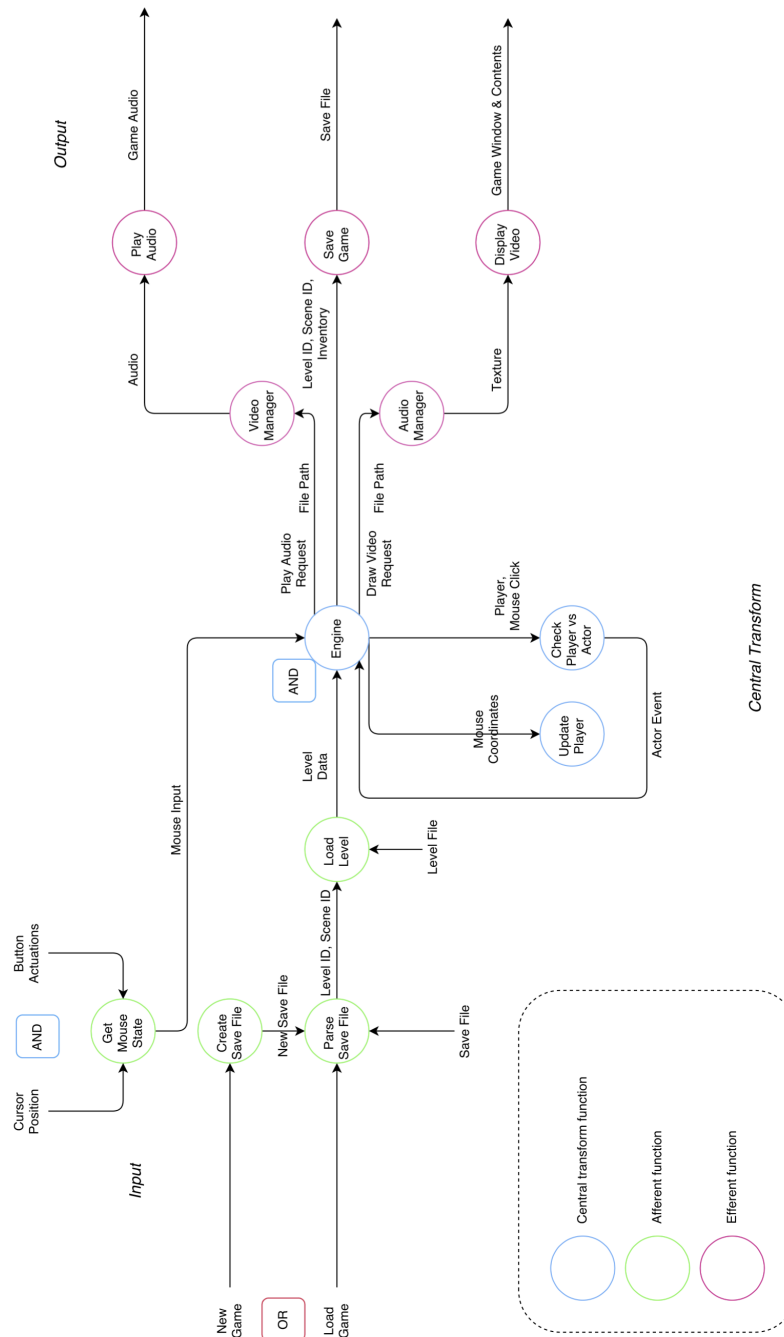 Input
Output
Central Transform
Cursor
Position
AND
Button
Actuations
Get
Mouse
State
Mouse Input
New
Game
OR
Load
Game
Create
Save File
New Save File
Parse
Save File
Save File
Level ID, Scene ID
Load
Level
Level File
Level
Data
AND
Engine
Mouse
Coordinates
Update
Player
Player,
Mouse Click
Check
Player vs
Actor
Actor Event
Play Audio
Request
File Path
Video
Manager
Audio
Play
Audio
Game Audio
Level ID, Scene ID,
Inventory
Save
Game
Save File
Draw Video
Request
File Path
Audio
Manager
Texture
Display
Video
Game Window & Contents
Central transform function
Afferent function
Efferent function